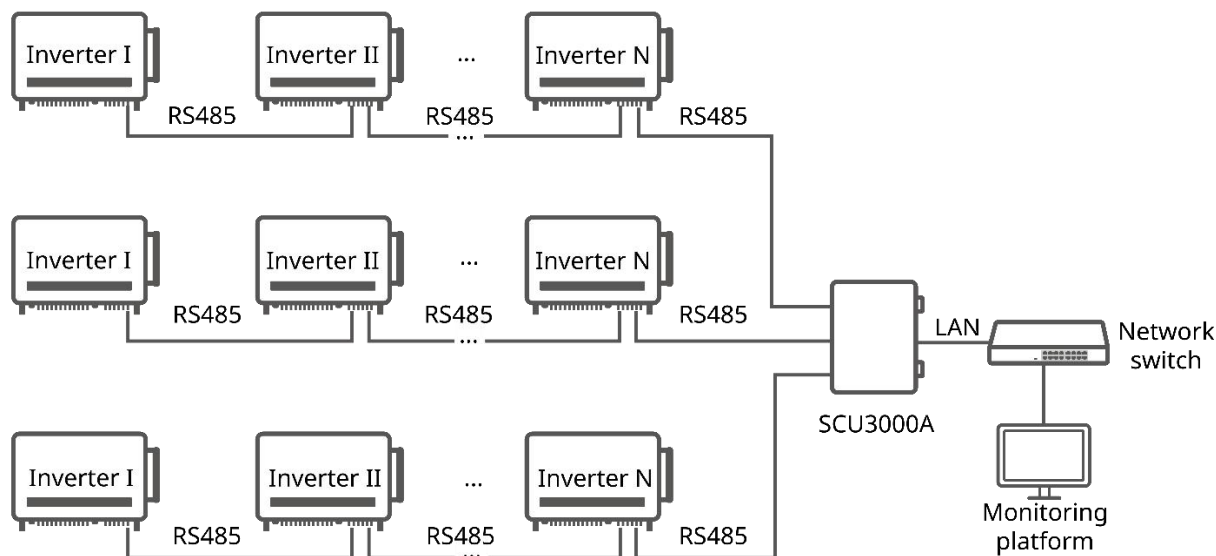 Inverter I
Inverter II
...
Inverter N
RS485
RS485
...
RS485
Inverter I
Inverter II
...
Inverter N
RS485
RS485
...
RS485
LAN
Network
switch
SCU3000A
Inverter I
Inverter II
...
Inverter N
Monitoring
platform
RS485
RS485
...
RS485